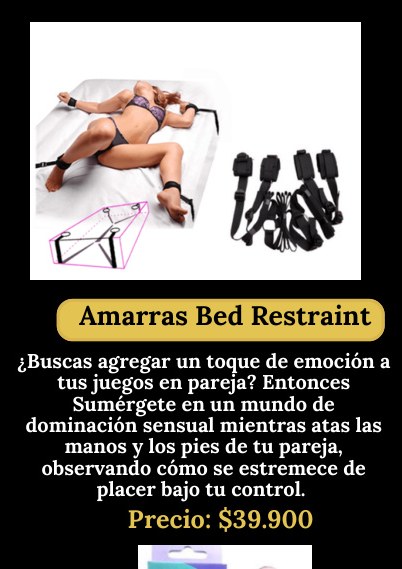 Amarras Bed Restraint
¿Buscas agregar un toque de emoción a
tus juegos en pareja? Entonces
Sumérgete en un mundo de
dominación sensual mientras atas las
manos y los pies de tu pareja,
observando cómo se estremece de
placer bajo tu control.
Precio: $39.900